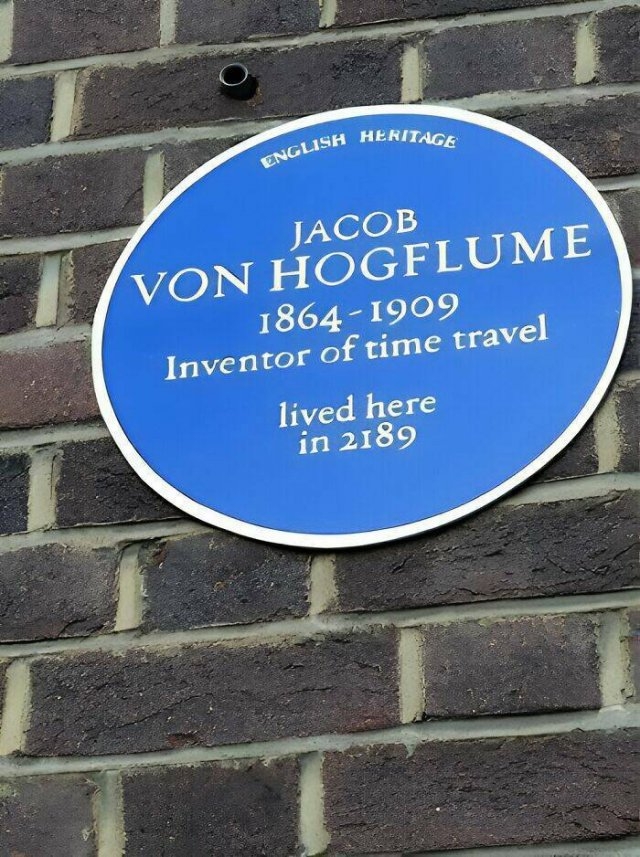 ENGLISH HERITAGE
JACOB
VON HOGFLUME
1864-1909
Inventor of time travel
lived here
in 2189